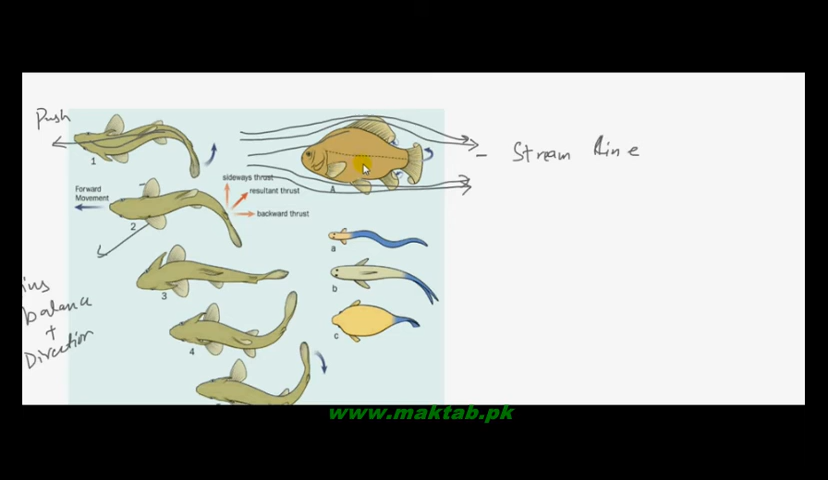 Push
1
Stream line
sideways thrust
A
Forward
Movement
resultant thrust
backward thrust
2
a
3
b
ins
balance
+
Direction
4
c
www.maktab.pk